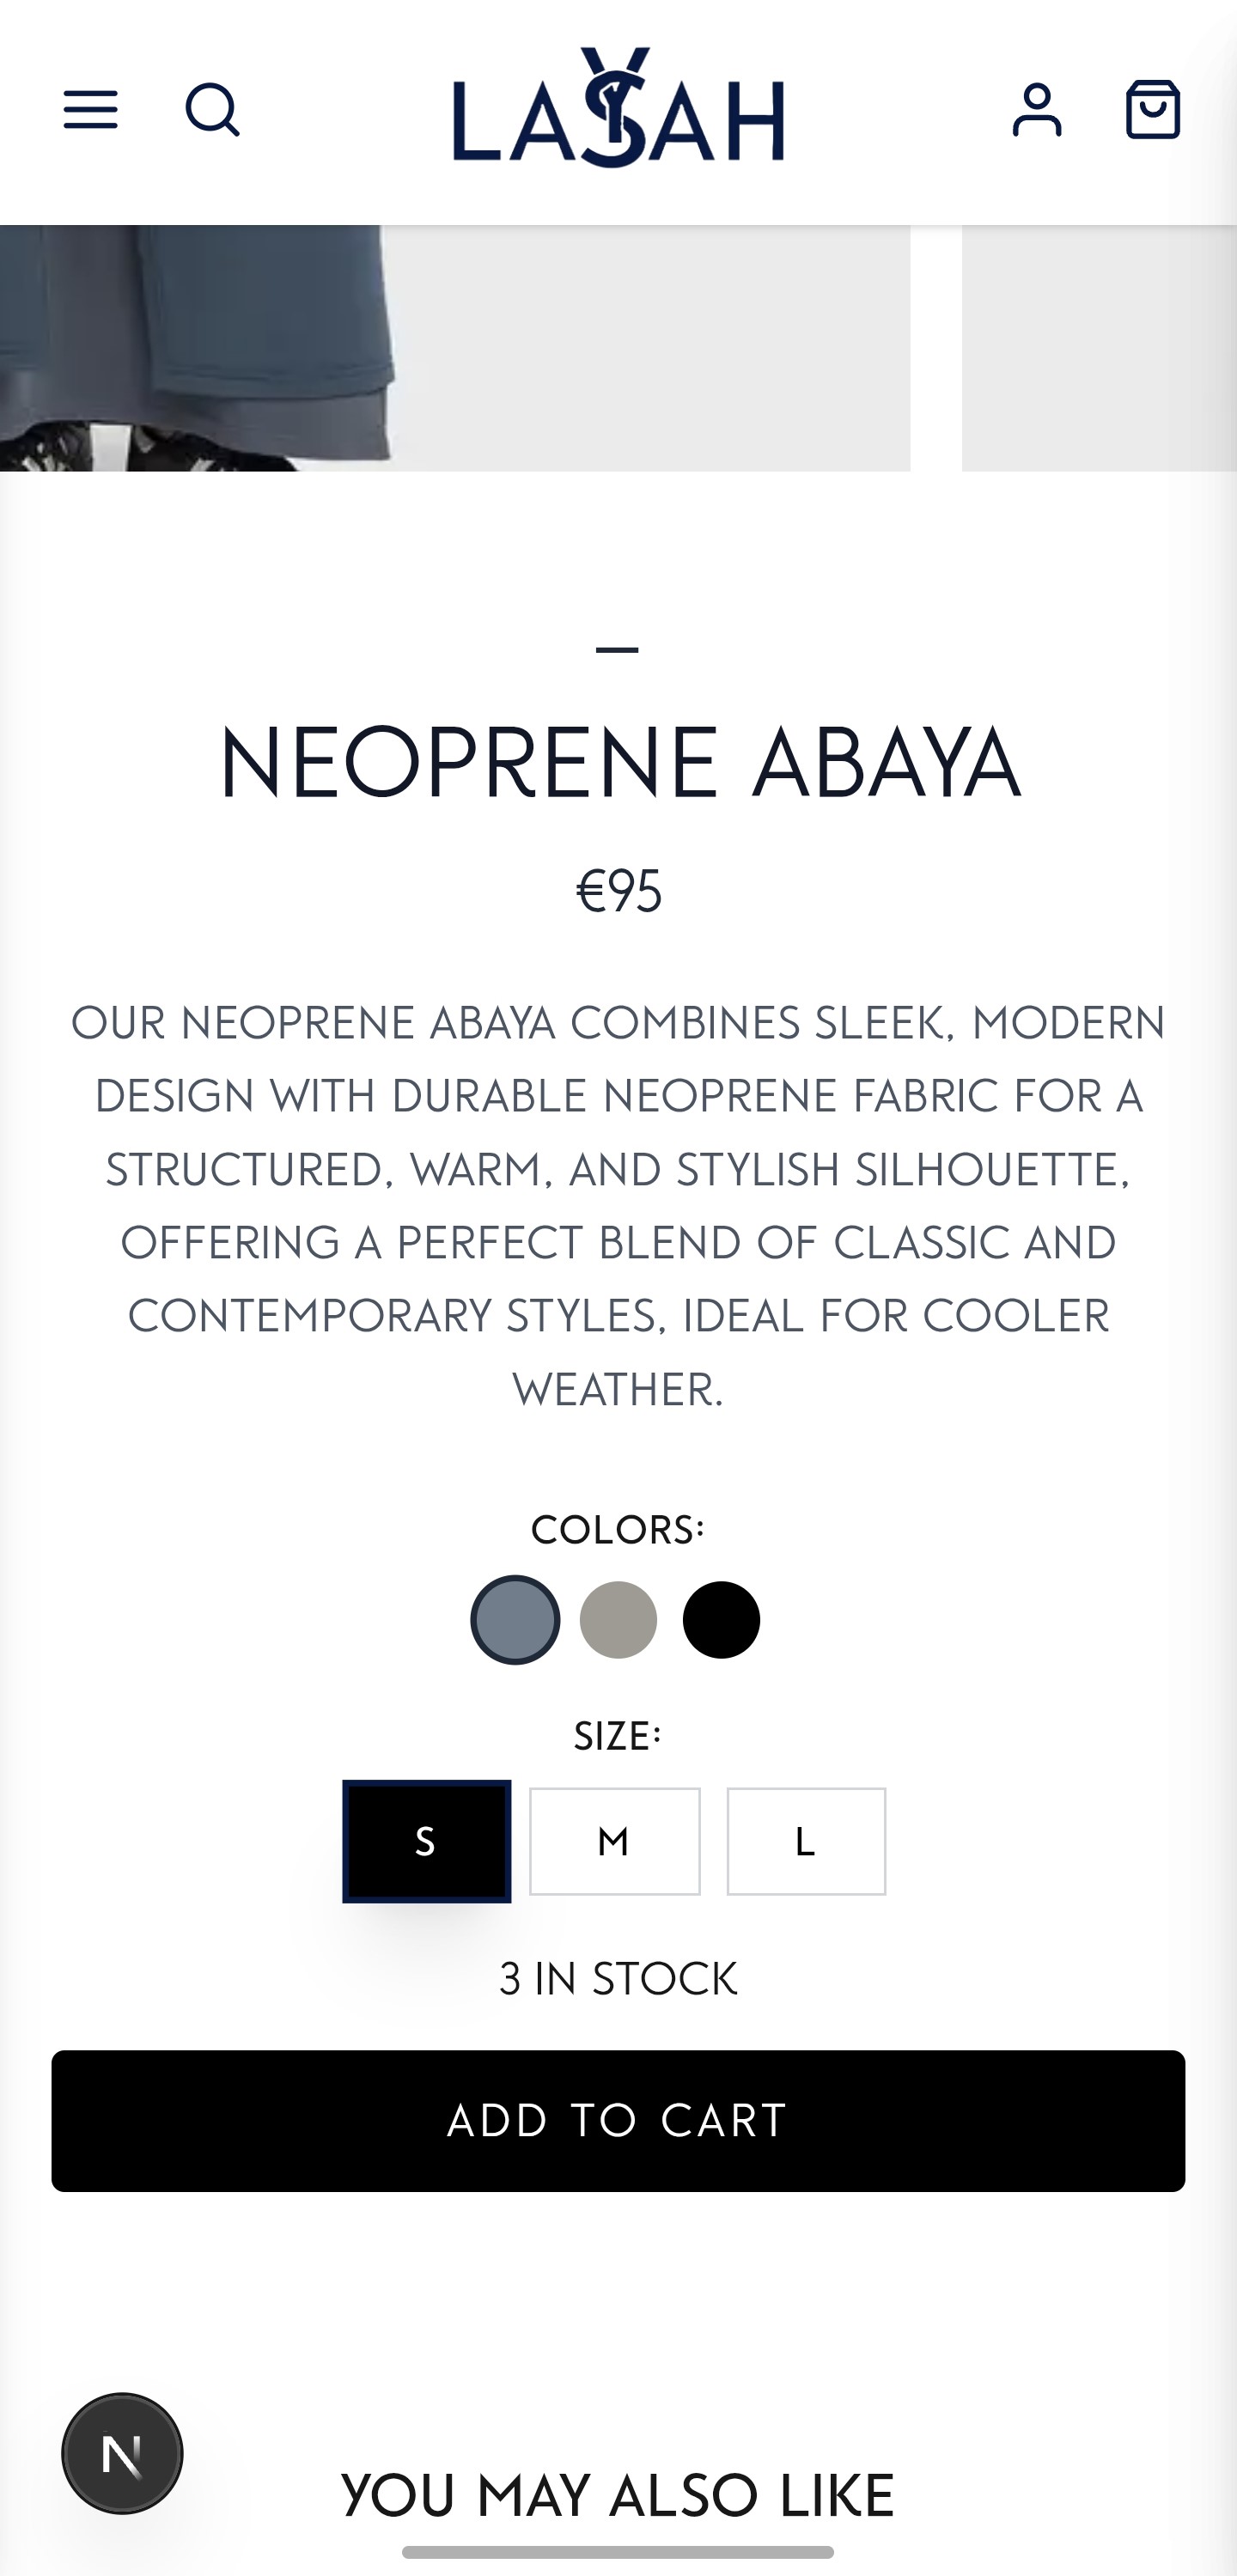 LAYSAH
NEOPRENE ABAYA
€95
OUR NEOPRENE ABAYA COMBINES SLEEK, MODERN
DESIGN WITH DURABLE NEOPRENE FABRIC FOR A
STRUCTURED, WARM, AND STYLISH SILHOUETTE,
OFFERING A PERFECT BLEND OF CLASSIC AND
CONTEMPORARY STYLES, IDEAL FOR COOLER
WEATHER.
COLORS:
SIZE:
S M L
3 IN STOCK
ADD TO CART
N
YOU MAY ALSO LIKE